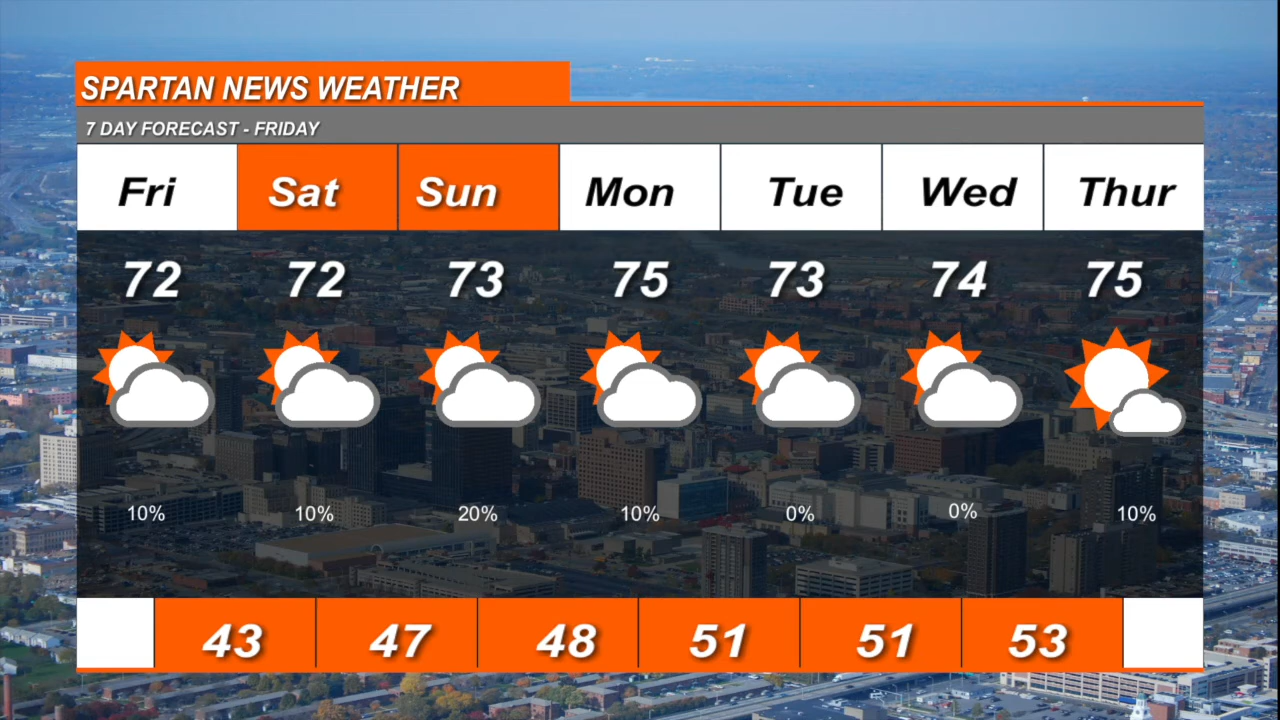 SPARTAN NEWS WEATHER
7 DAY FORECAST - FRIDAY
Fri Sat Sun Mon Tue Wed Thur
72 72 73 75 73 74 75
10% 10% 20% 10% 0% 0% 10%
43 47 48 51 51 53